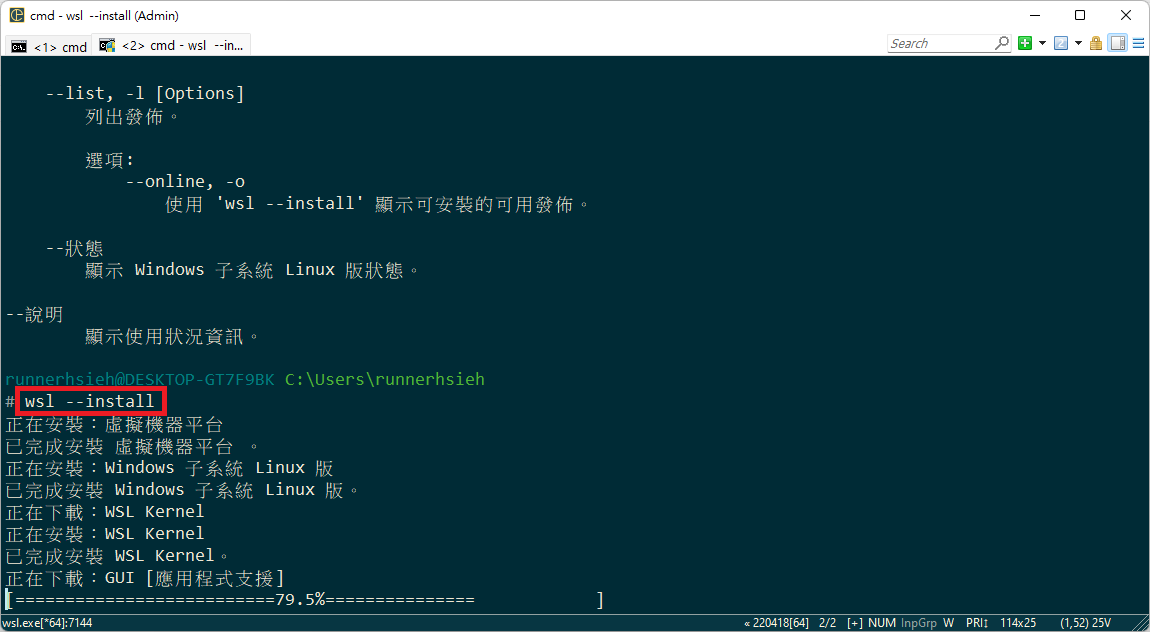 cmd - wsl --install (Admin)
<1> cmd
<2> cmd - wsl --in...
Search
--list, -l [Options]
列出發佈。
選項:
--online, -o
使用 'wsl --install' 顯示可安裝的可用發佈。
--狀態
顯示 Windows 子系統 Linux 版狀態。
--說明
顯示使用狀況資訊。
runnerhsieh@DESKTOP-GT7F9BK C:\Users\runnerhsieh
# wsl --install
正在安裝：虛擬機器平台
已完成安裝 虛擬機器平台 。
正在安裝：Windows 子系統 Linux 版
已完成安裝 Windows 子系統 Linux 版。
正在下載：WSL Kernel
正在安裝：WSL Kernel
已完成安裝 WSL Kernel。
正在下載：GUI [應用程式支援]
[==========================79.5%===============            ]
wsl.exe[*64]:7144
« 220418[64] 2/2 [+] NUM InpGrp W PRI↕ 114x25 (1,52) 25V